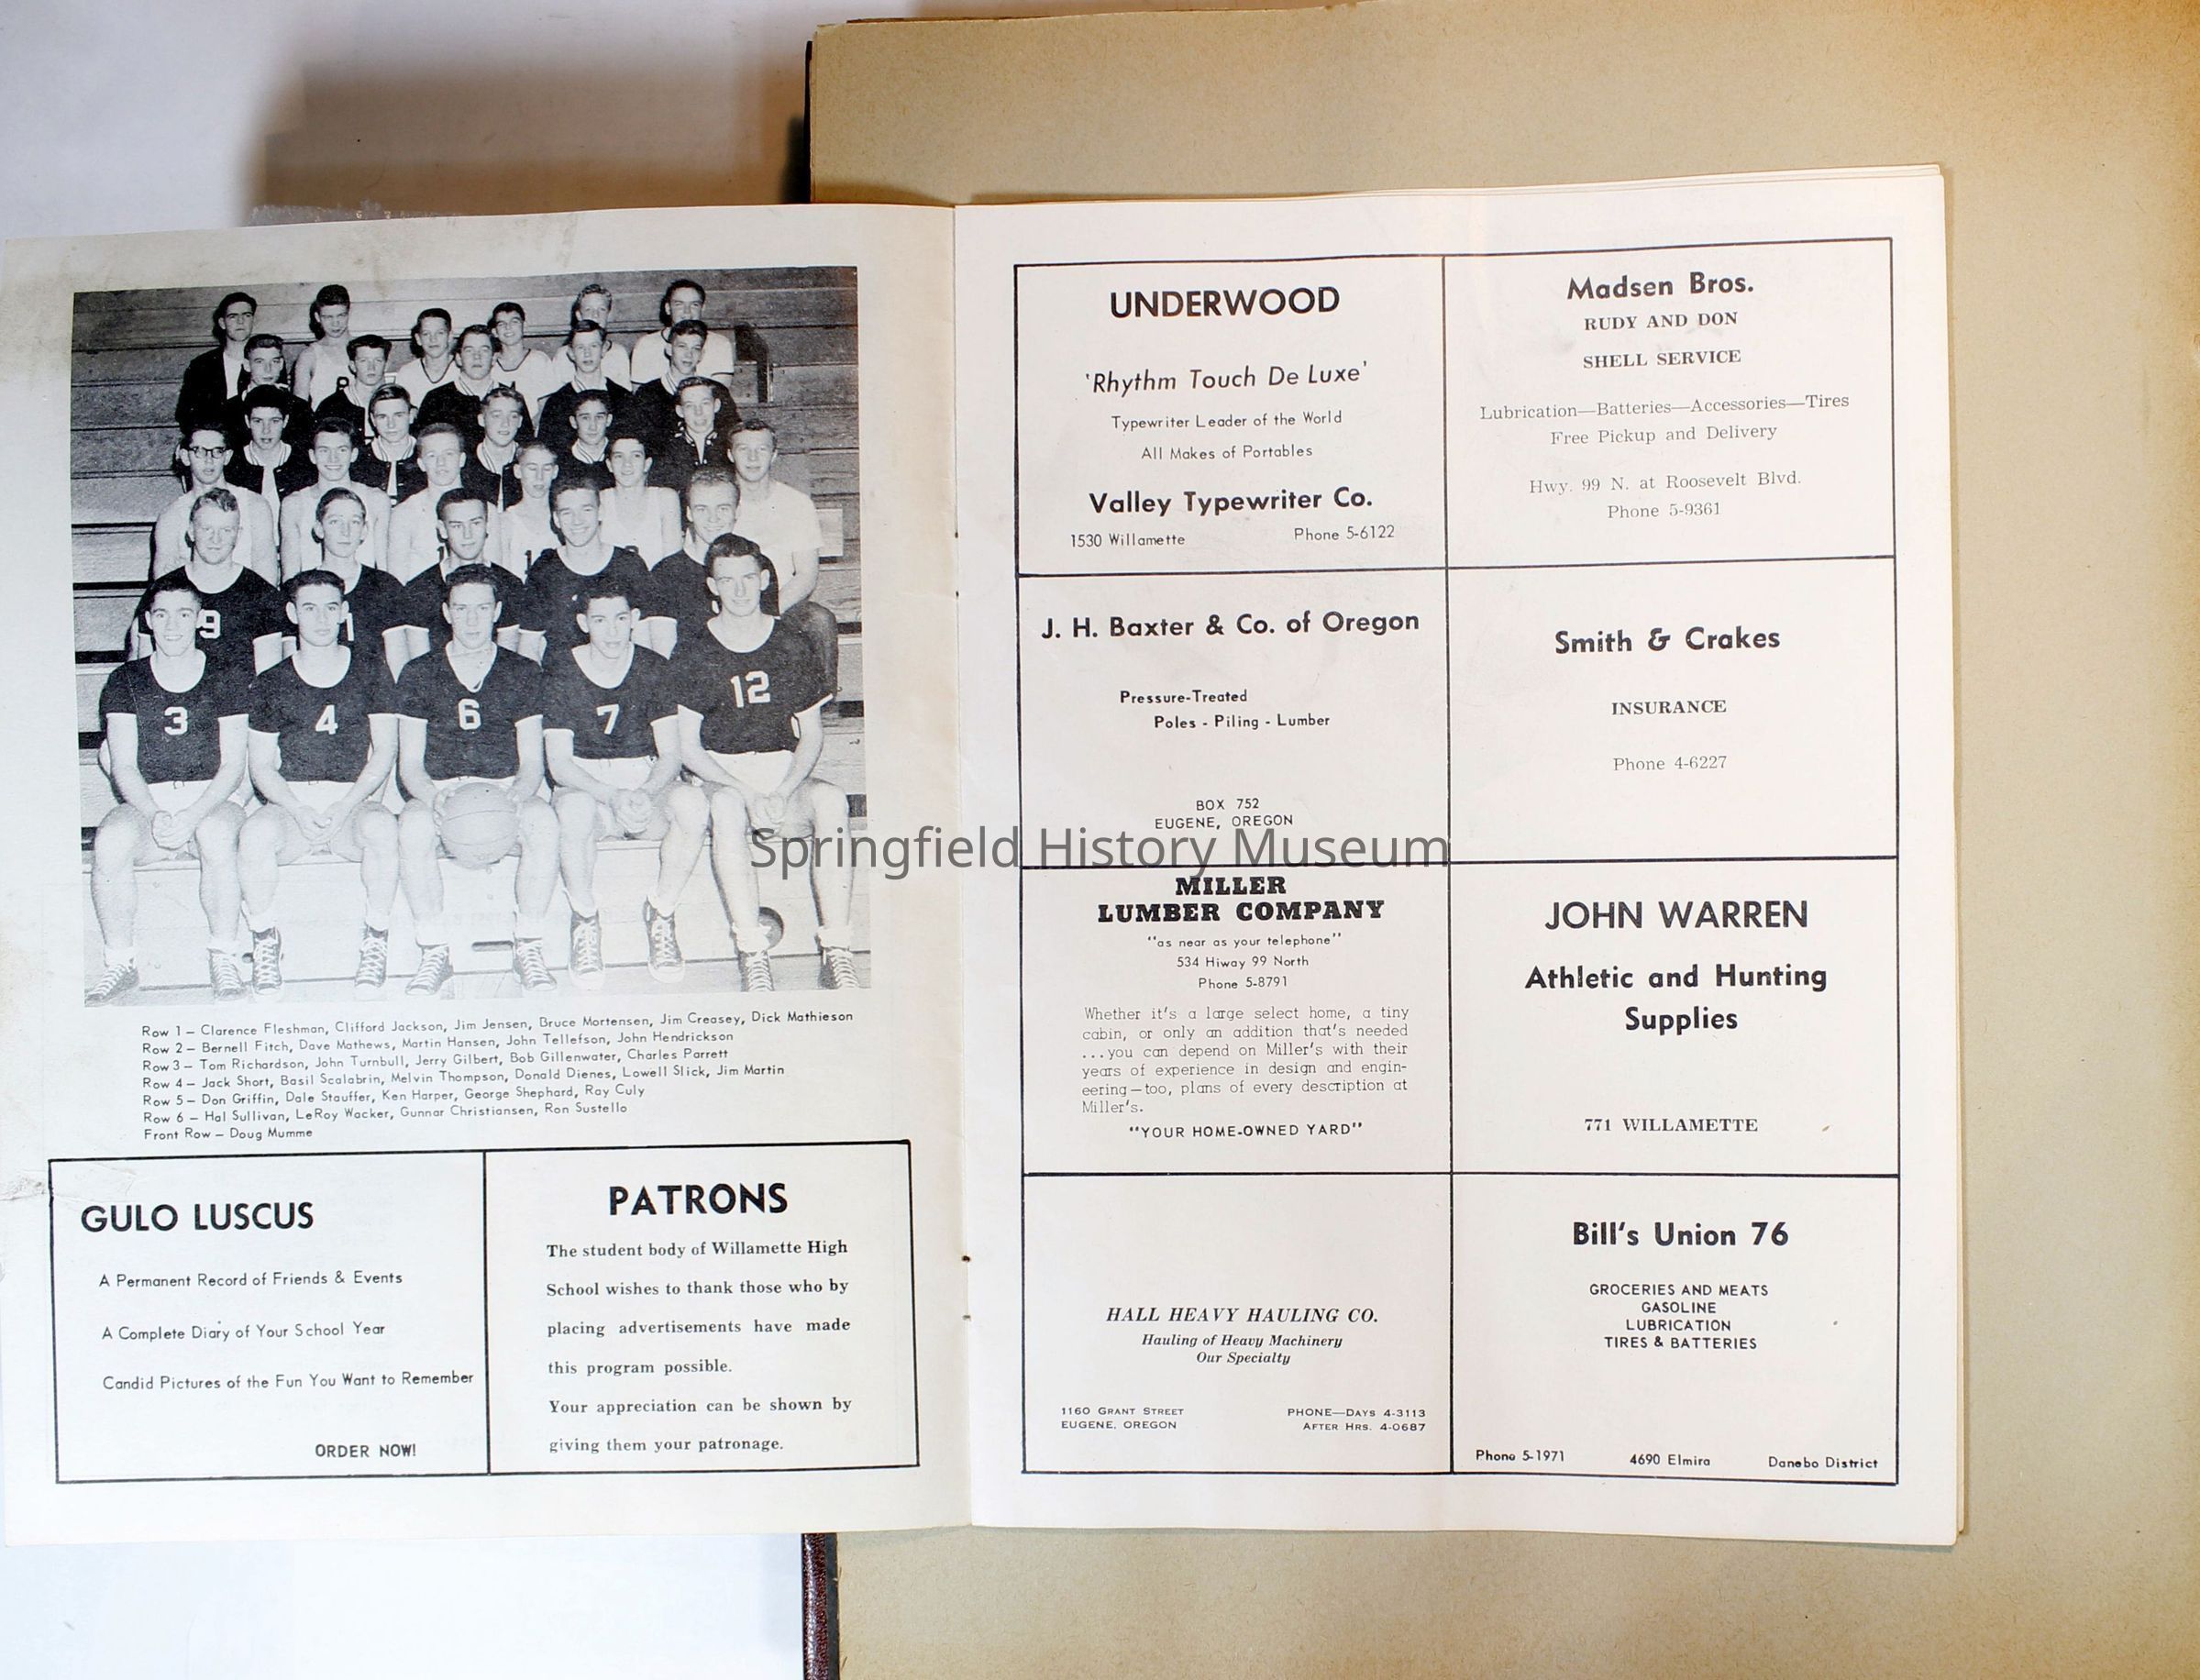 9
1
3
4
6
7
12
Row 1 – Clarence Fleshman, Clifford Jackson, Jim Jensen, Bruce Mortensen, Jim Creasey, Dick Mathieson
Row 2 – Bernell Fitch, Dave Mathews, Martin Hansen, John Tellefson, John Hendrickson
Row 3 – Tom Richardson, John Turnbull, Jerry Gilbert, Bob Gillenwater, Charles Parrett
Row 4 – Jack Short, Basil Scalabrin, Melvin Thompson, Donald Dienes, Lowell Slick, Jim Martin
Row 5 – Don Griffin, Dale Stauffer, Ken Harper, George Shephard, Ray Culy
Row 6 – Hal Sullivan, LeRoy Wacker, Gunnar Christiansen, Ron Sustello
Front Row – Doug Mumme
GULO LUSCUS
A Permanent Record of Friends & Events
A Complete Diary of Your School Year
Candid Pictures of the Fun You Want to Remember
ORDER NOW!
PATRONS
The student body of Willamette High
School wishes to thank those who by
placing advertisements have made
this program possible.
Your appreciation can be shown by
giving them your patronage.
UNDERWOOD
'Rhythm Touch De Luxe'
Typewriter Leader of the World
All Makes of Portables
Valley Typewriter Co.
1530 Willamette Phone 5-6122
Madsen Bros.
RUDY AND DON
SHELL SERVICE
Lubrication—Batteries—Accessories—Tires
Free Pickup and Delivery
Hwy. 99 N. at Roosevelt Blvd.
Phone 5-9361
J. H. Baxter & Co. of Oregon
Pressure-Treated
Poles - Piling - Lumber
BOX 752
EUGENE, OREGON
Smith & Crakes
INSURANCE
Phone 4-6227
Springfield History Museum
MILLER
LUMBER COMPANY
"as near as your telephone"
534 Hiway 99 North
Phone 5-8791
Whether it's a large select home, a tiny
cabin, or only an addition that's needed
...you can depend on Miller's with their
years of experience in design and engin-
eering—too, plans of every description at
Miller's.
"YOUR HOME-OWNED YARD"
JOHN WARREN
Athletic and Hunting
Supplies
771 WILLAMETTE
HALL HEAVY HAULING CO.
Hauling of Heavy Machinery
Our Specialty
1160 GRANT STREET PHONE—DAYS 4-3113
EUGENE, OREGON AFTER HRS. 4-0687
Bill's Union 76
GROCERIES AND MEATS
GASOLINE
LUBRICATION
TIRES & BATTERIES
Phone 5-1971 4690 Elmira Danebo District